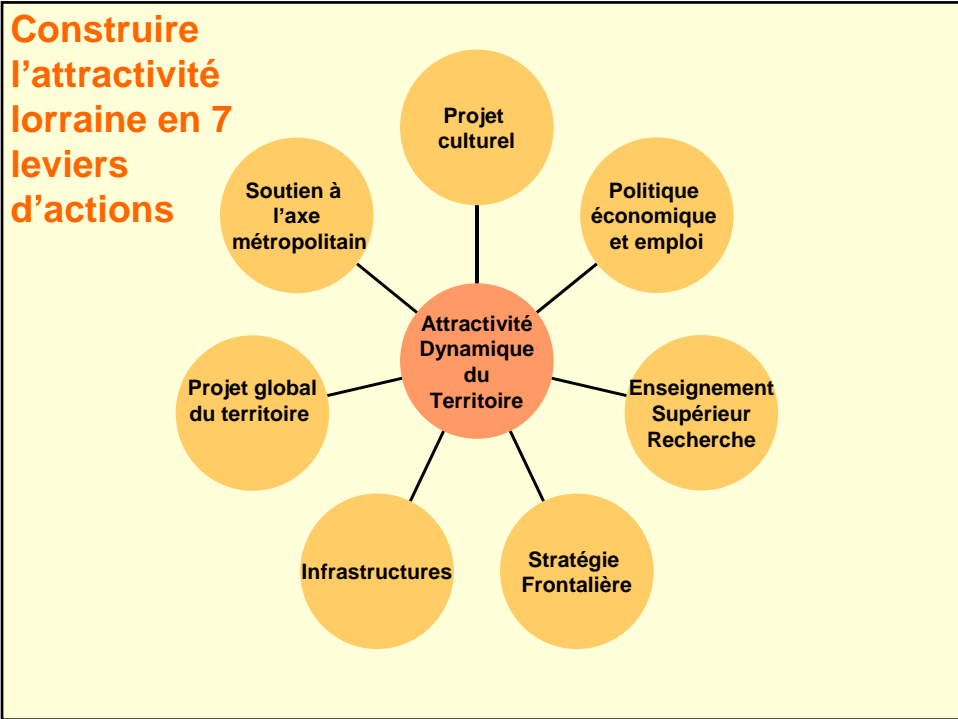 Construire
l’attractivité
lorraine en 7
leviers
d’actions
Projet
culturel
Politique
économique
et emploi
Enseignement
Supérieur
Recherche
Stratégie
Frontalière
Infrastructures
Projet global
du territoire
Soutien à
l’axe
métropolitain
Attractivité
Dynamique
du
Territoire